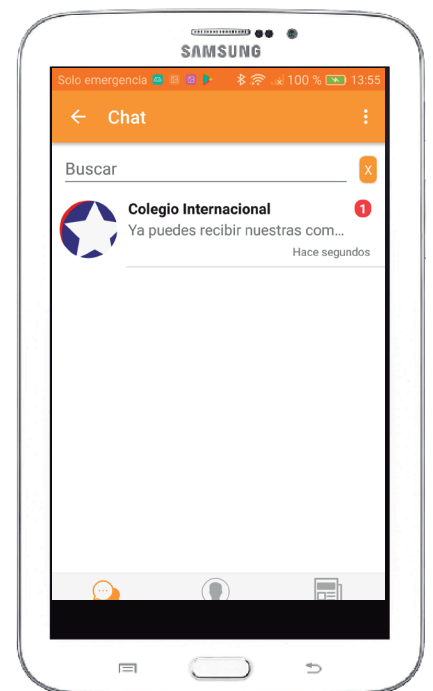 SAMSUNG
Solo emergencia 100 % 13:55
Chat
Buscar
X
Colegio Internacional 1
Ya puedes recibir nuestras com...
Hace segundos